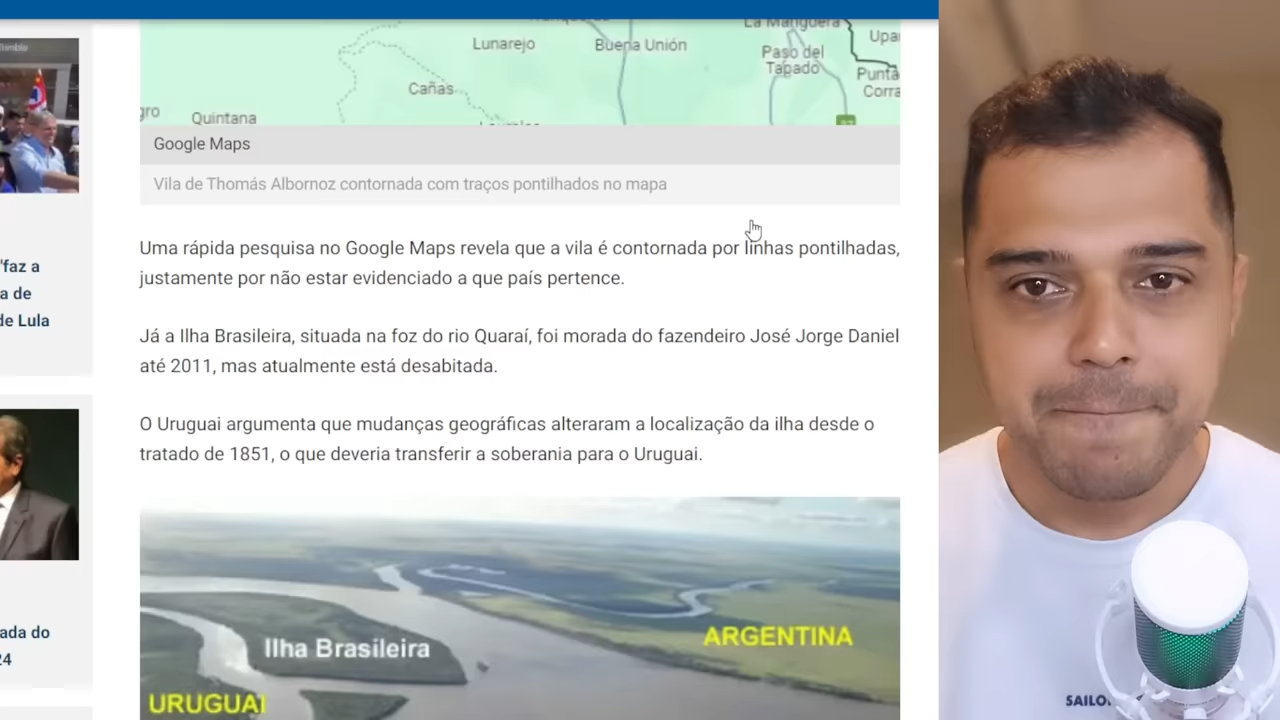 La Manguera
Lunarejo
Buena Unión
Paso del
Tapado
Cañas
Quintana
Google Maps
Vila de Thomás Albornoz contornada com traços pontilhados no mapa
Uma rápida pesquisa no Google Maps revela que a vila é contornada por linhas pontilhadas,
justamente por não estar evidenciado a que país pertence.
Já a Ilha Brasileira, situada na foz do rio Quaraí, foi morada do fazendeiro José Jorge Daniel
até 2011, mas atualmente está desabitada.
O Uruguai argumenta que mudanças geográficas alteraram a localização da ilha desde o
tratado de 1851, o que deveria transferir a soberania para o Uruguai.
Ilha Brasileira
ARGENTINA
URUGUAI
'faz a
a de
de Lula
ada do
24
Upa
Punta
Corra
gro
SAILO